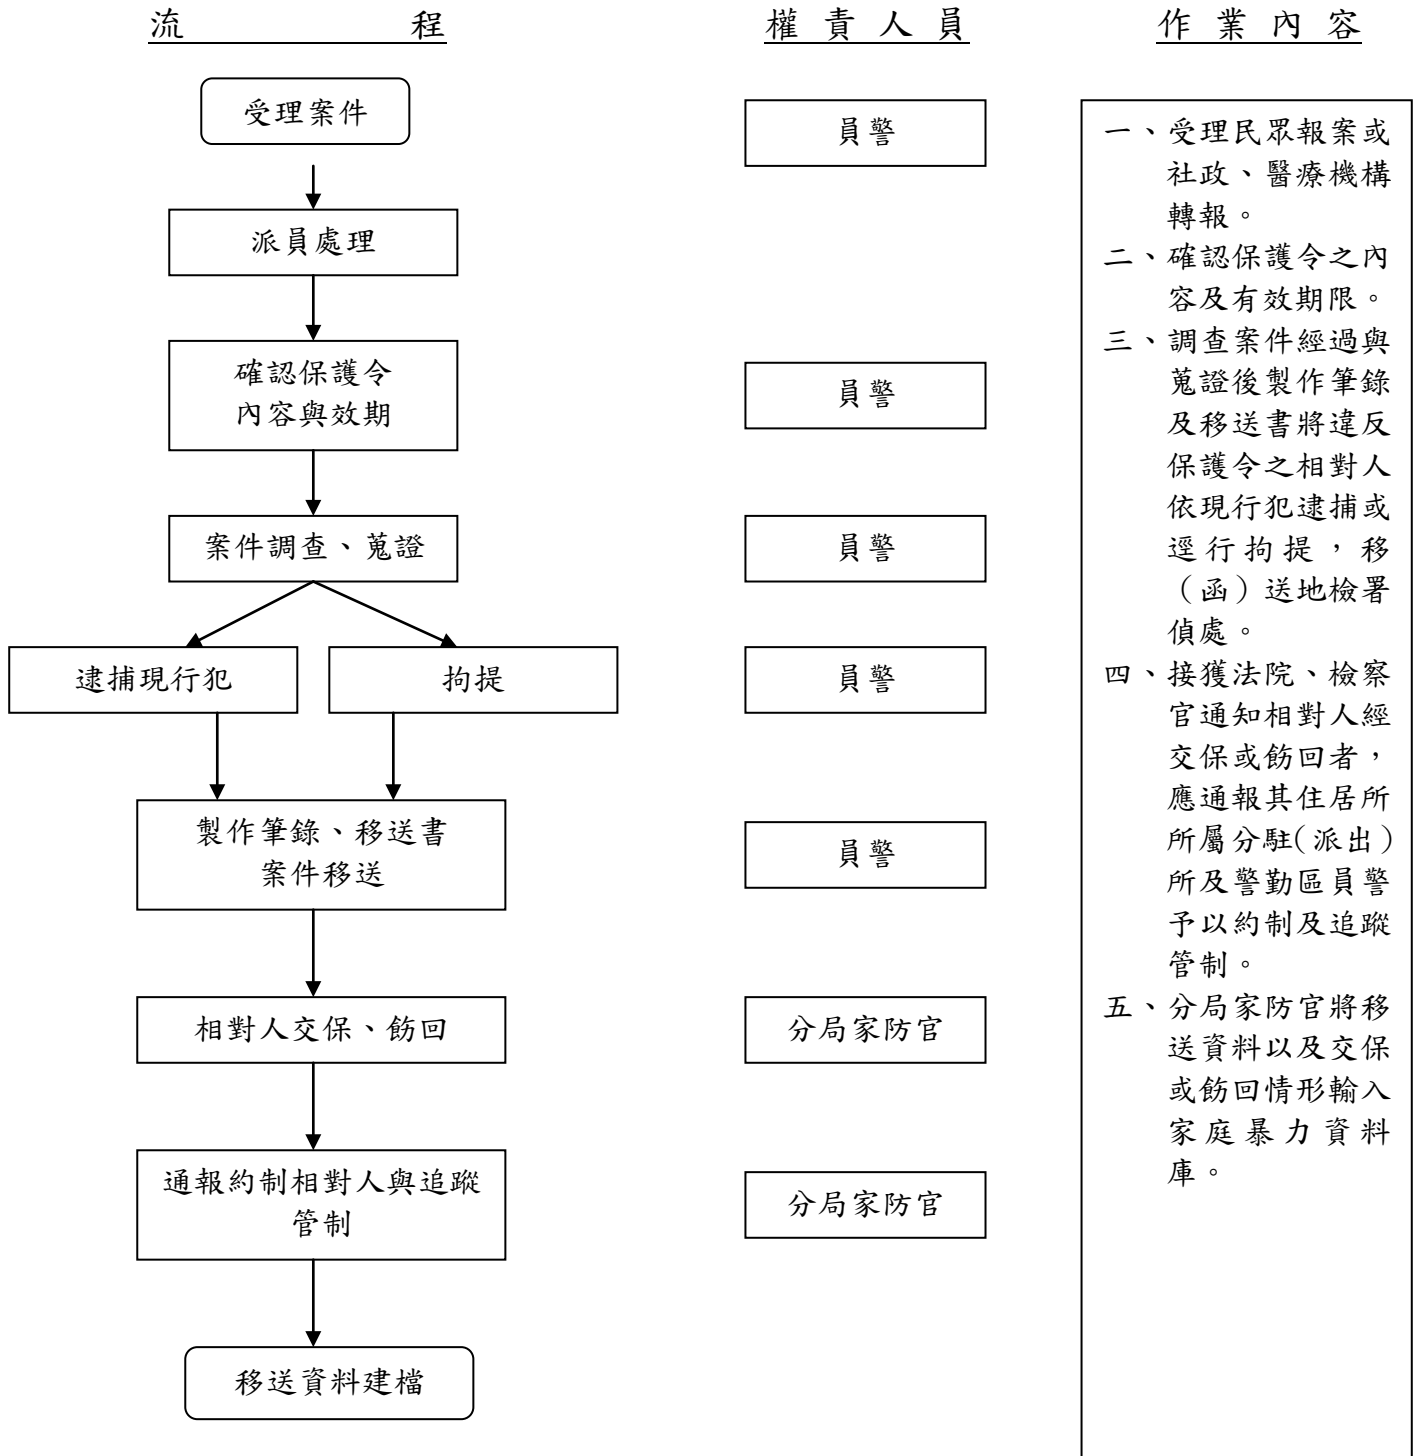 流程
權責人員
作業內容
受理案件
派員處理
確認保護令
內容與效期
案件調查、蒐證
逮捕現行犯
拘提
製作筆錄、移送書
案件移送
相對人交保、飭回
通報約制相對人與追蹤
管制
移送資料建檔
員警
員警
員警
員警
員警
分局家防官
分局家防官
一、受理民眾報案或
社政、醫療機構
轉報。
二、確認保護令之內
容及有效期限。
三、調查案件經過與
蒐證後製作筆錄
及移送書將違反
保護令之相對人
依現行犯逮捕或
逕行拘提，移
（函）送地檢署
偵處。
四、接獲法院、檢察
官通知相對人經
交保或飭回者，
應通報其住居所
所屬分駐(派出)
所及警勤區員警
予以約制及追蹤
管制。
五、分局家防官將移
送資料以及交保
或飭回情形輸入
家庭暴力資料
庫。